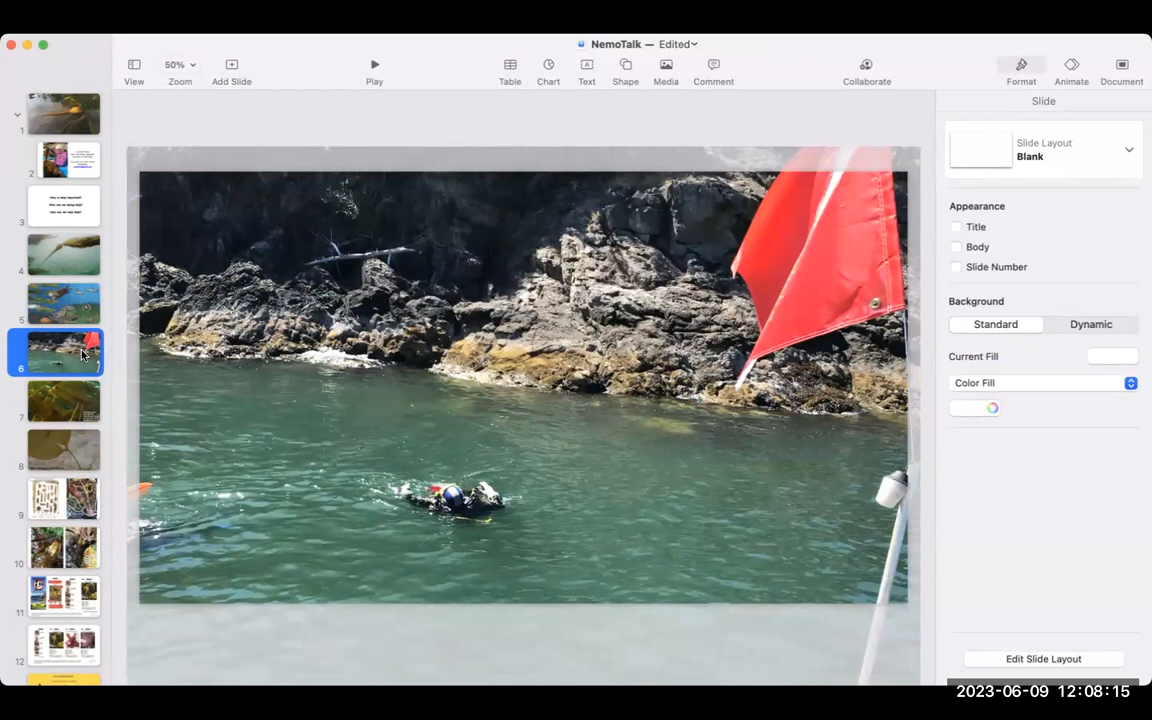 NemoTalk — Edited
View
50%
Zoom
Add Slide
Play
Table
Chart
Text
Shape
Media
Comment
Collaborate
Format
Animate
Document
1
2
3
4
5
6
7
8
9
10
11
12
Slide
Slide Layout
Blank
Appearance
Title
Body
Slide Number
Background
Standard
Dynamic
Current Fill
Color Fill
Edit Slide Layout
2023-06-09 12:08:15